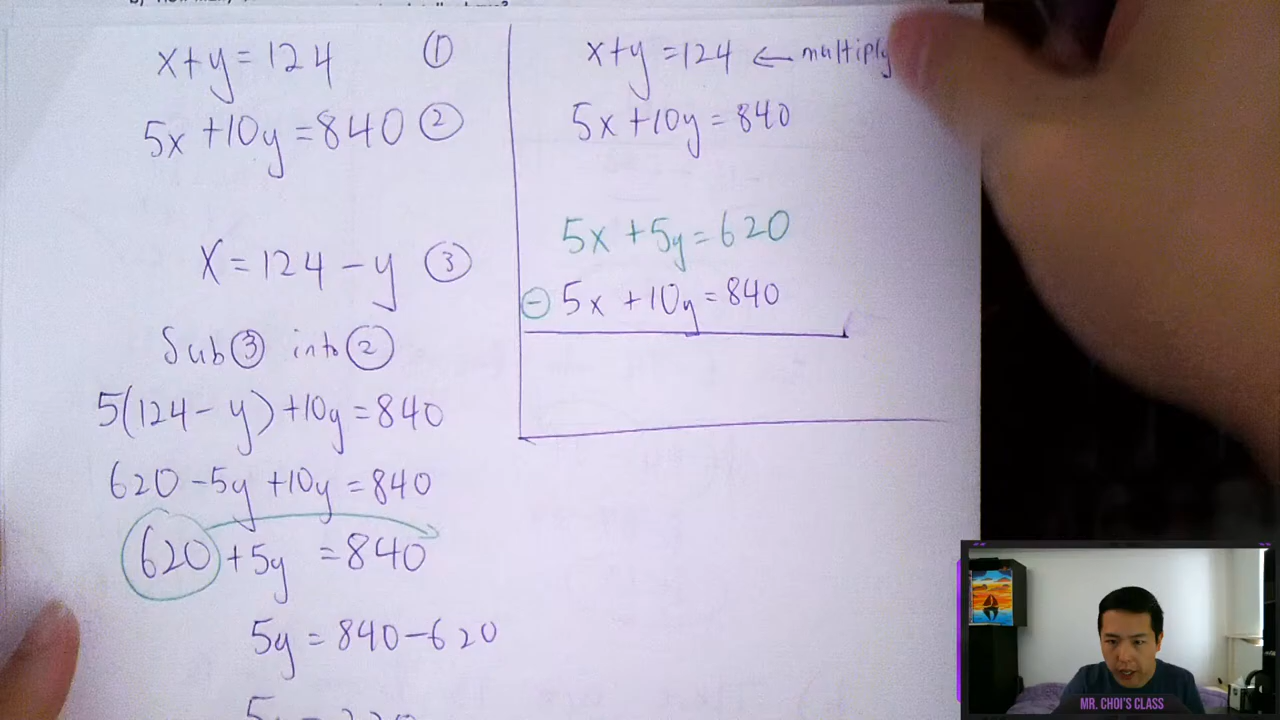 x+y=124 ①
5x+10y=840 ②
x=124-y ③
Sub ③ into ②
5(124-y)+10y=840
620-5y+10y=840
620+5y=840
5y=840-620
x+y=124 ← multiply
5x+10y=840
5x+5y=620
⊖ 5x+10y=840
MR. CHOI'S CLASS